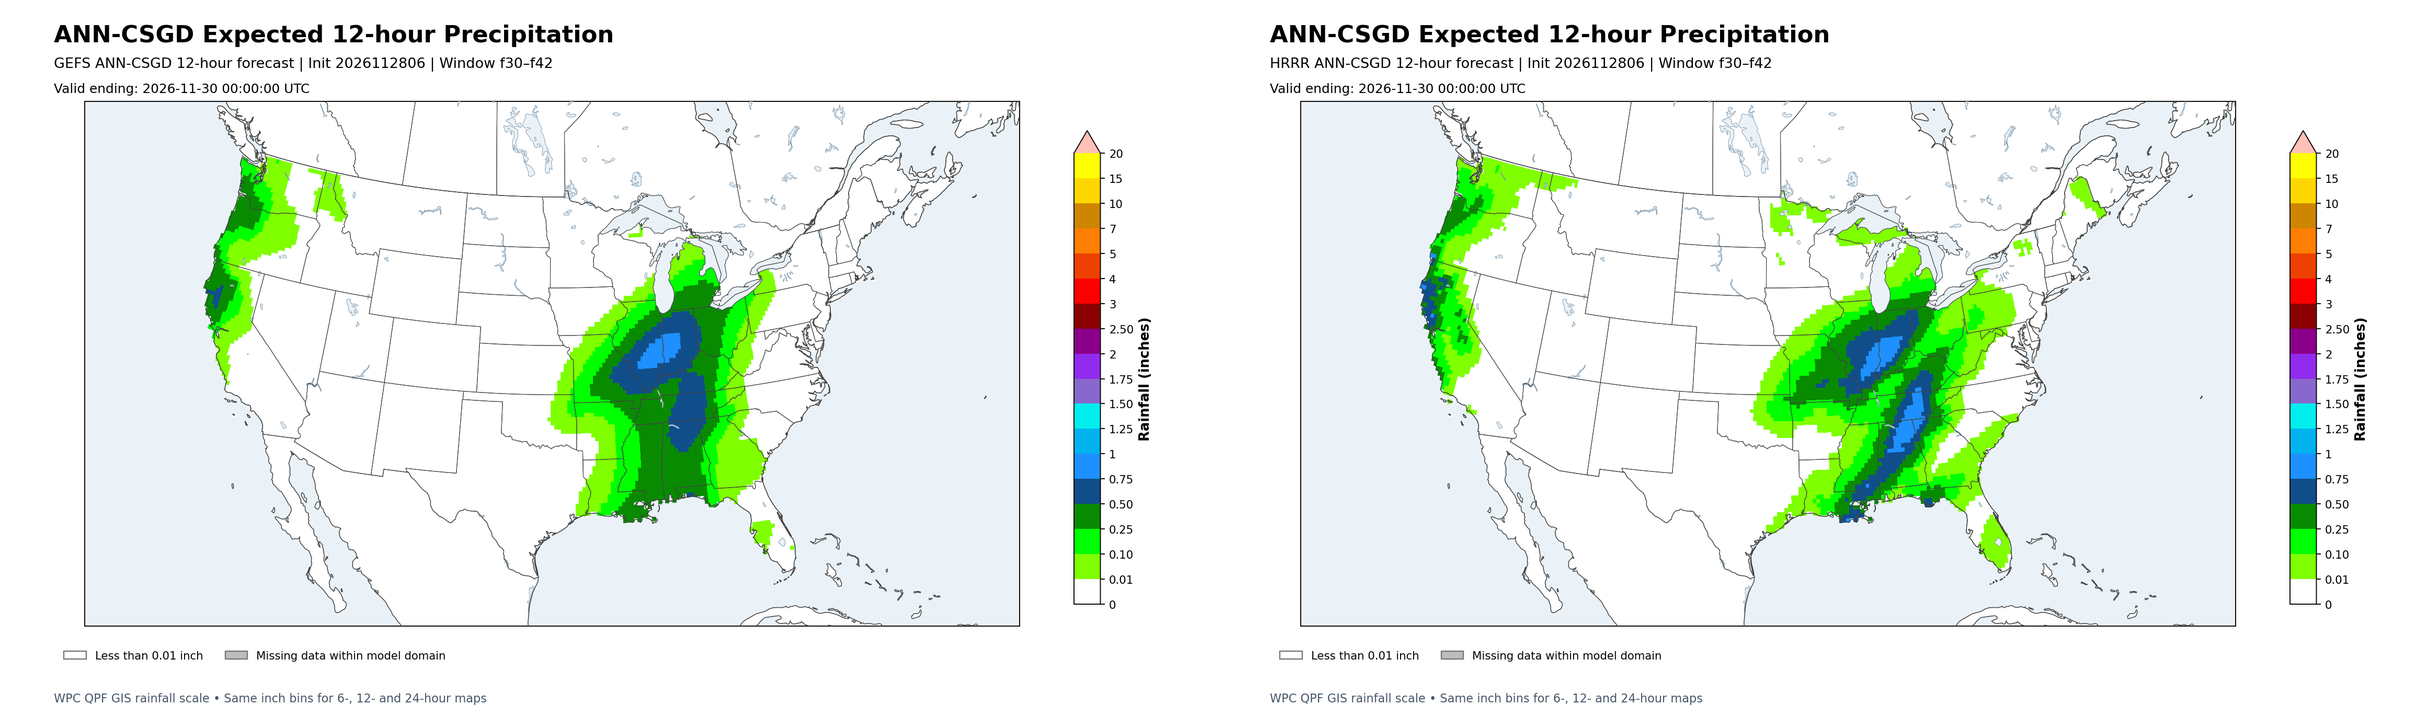 ANN-CSGD Expected 12-hour Precipitation
GEFS ANN-CSGD 12-hour forecast | Init 2026112806 | Window f30–f42
Valid ending: 2026-11-30 00:00:00 UTC
20
15
10
7
5
4
3
2.50
2
1.75
1.50
1.25
1
0.75
0.50
0.25
0.10
0.01
0
Rainfall (inches)
Less than 0.01 inch
Missing data within model domain
WPC QPF GIS rainfall scale • Same inch bins for 6-, 12- and 24-hour maps
ANN-CSGD Expected 12-hour Precipitation
HRRR ANN-CSGD 12-hour forecast | Init 2026112806 | Window f30–f42
Valid ending: 2026-11-30 00:00:00 UTC
20
15
10
7
5
4
3
2.50
2
1.75
1.50
1.25
1
0.75
0.50
0.25
0.10
0.01
0
Rainfall (inches)
Less than 0.01 inch
Missing data within model domain
WPC QPF GIS rainfall scale • Same inch bins for 6-, 12- and 24-hour maps